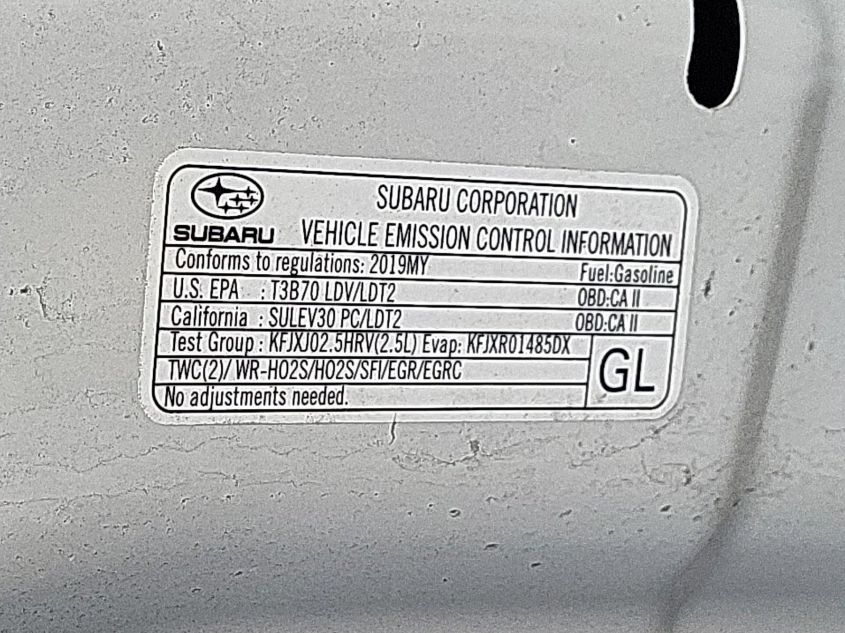 SUBARU
SUBARU CORPORATION
VEHICLE EMISSION CONTROL INFORMATION
Conforms to regulations: 2019MY Fuel:Gasoline
U.S. EPA : T3B70 LDV/LDT2 OBD:CA II
California : SULEV30 PC/LDT2 OBD:CA II
Test Group : KFJXJ02.5HRV(2.5L) Evap: KFJXR01485DX
TWC(2)/ WR-HO2S/HO2S/SFI/EGR/EGRC
GL
No adjustments needed.